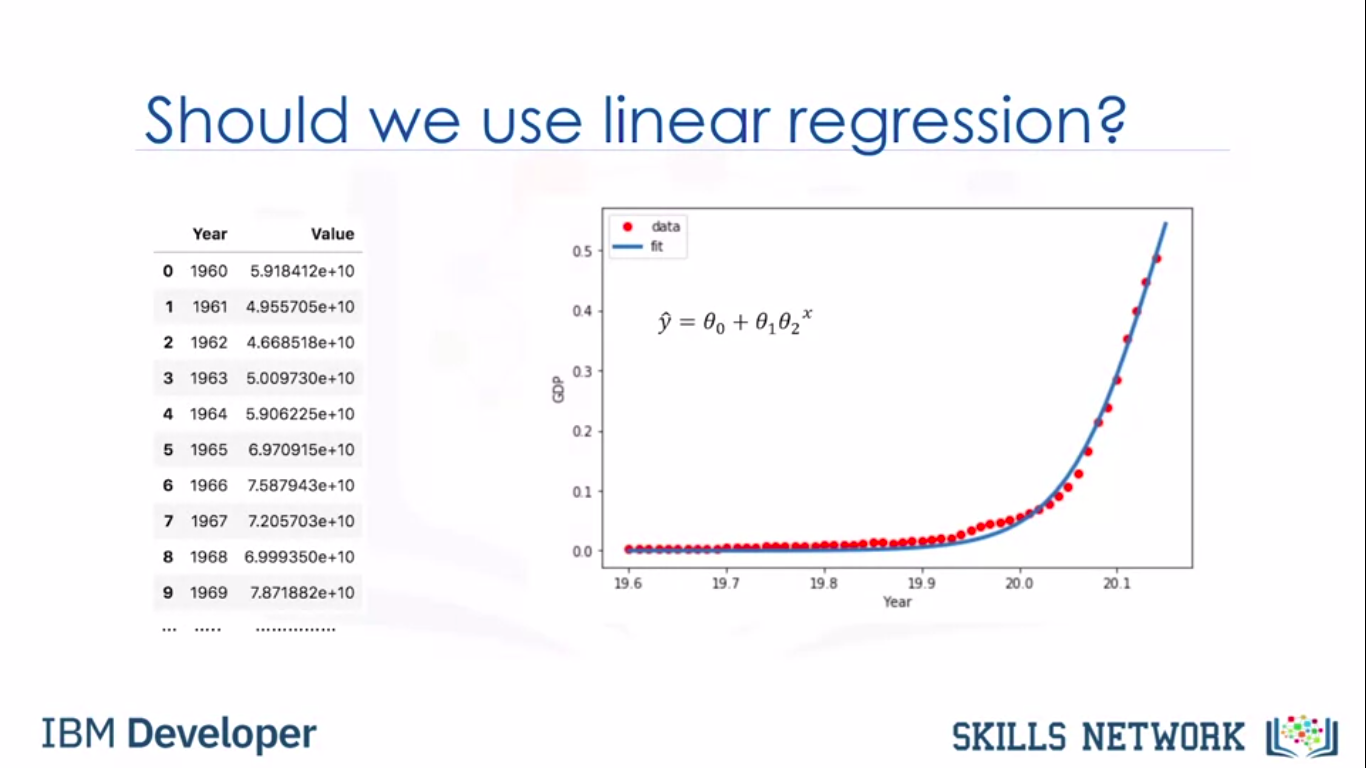 Should we use linear regression?
Year Value
0 1960 5.918412e+10
1 1961 4.955705e+10
2 1962 4.668518e+10
3 1963 5.009730e+10
4 1964 5.906225e+10
5 1965 6.970915e+10
6 1966 7.587943e+10
7 1967 7.205703e+10
8 1968 6.999350e+10
9 1969 7.871882e+10
... ..... ...............
data
fit
ŷ = θ₀ + θ₁θ₂ˣ
0.5
0.4
0.3
0.2
0.1
0.0
GDP
19.6 19.7 19.8 19.9 20.0 20.1
Year
IBM Developer
SKILLS NETWORK